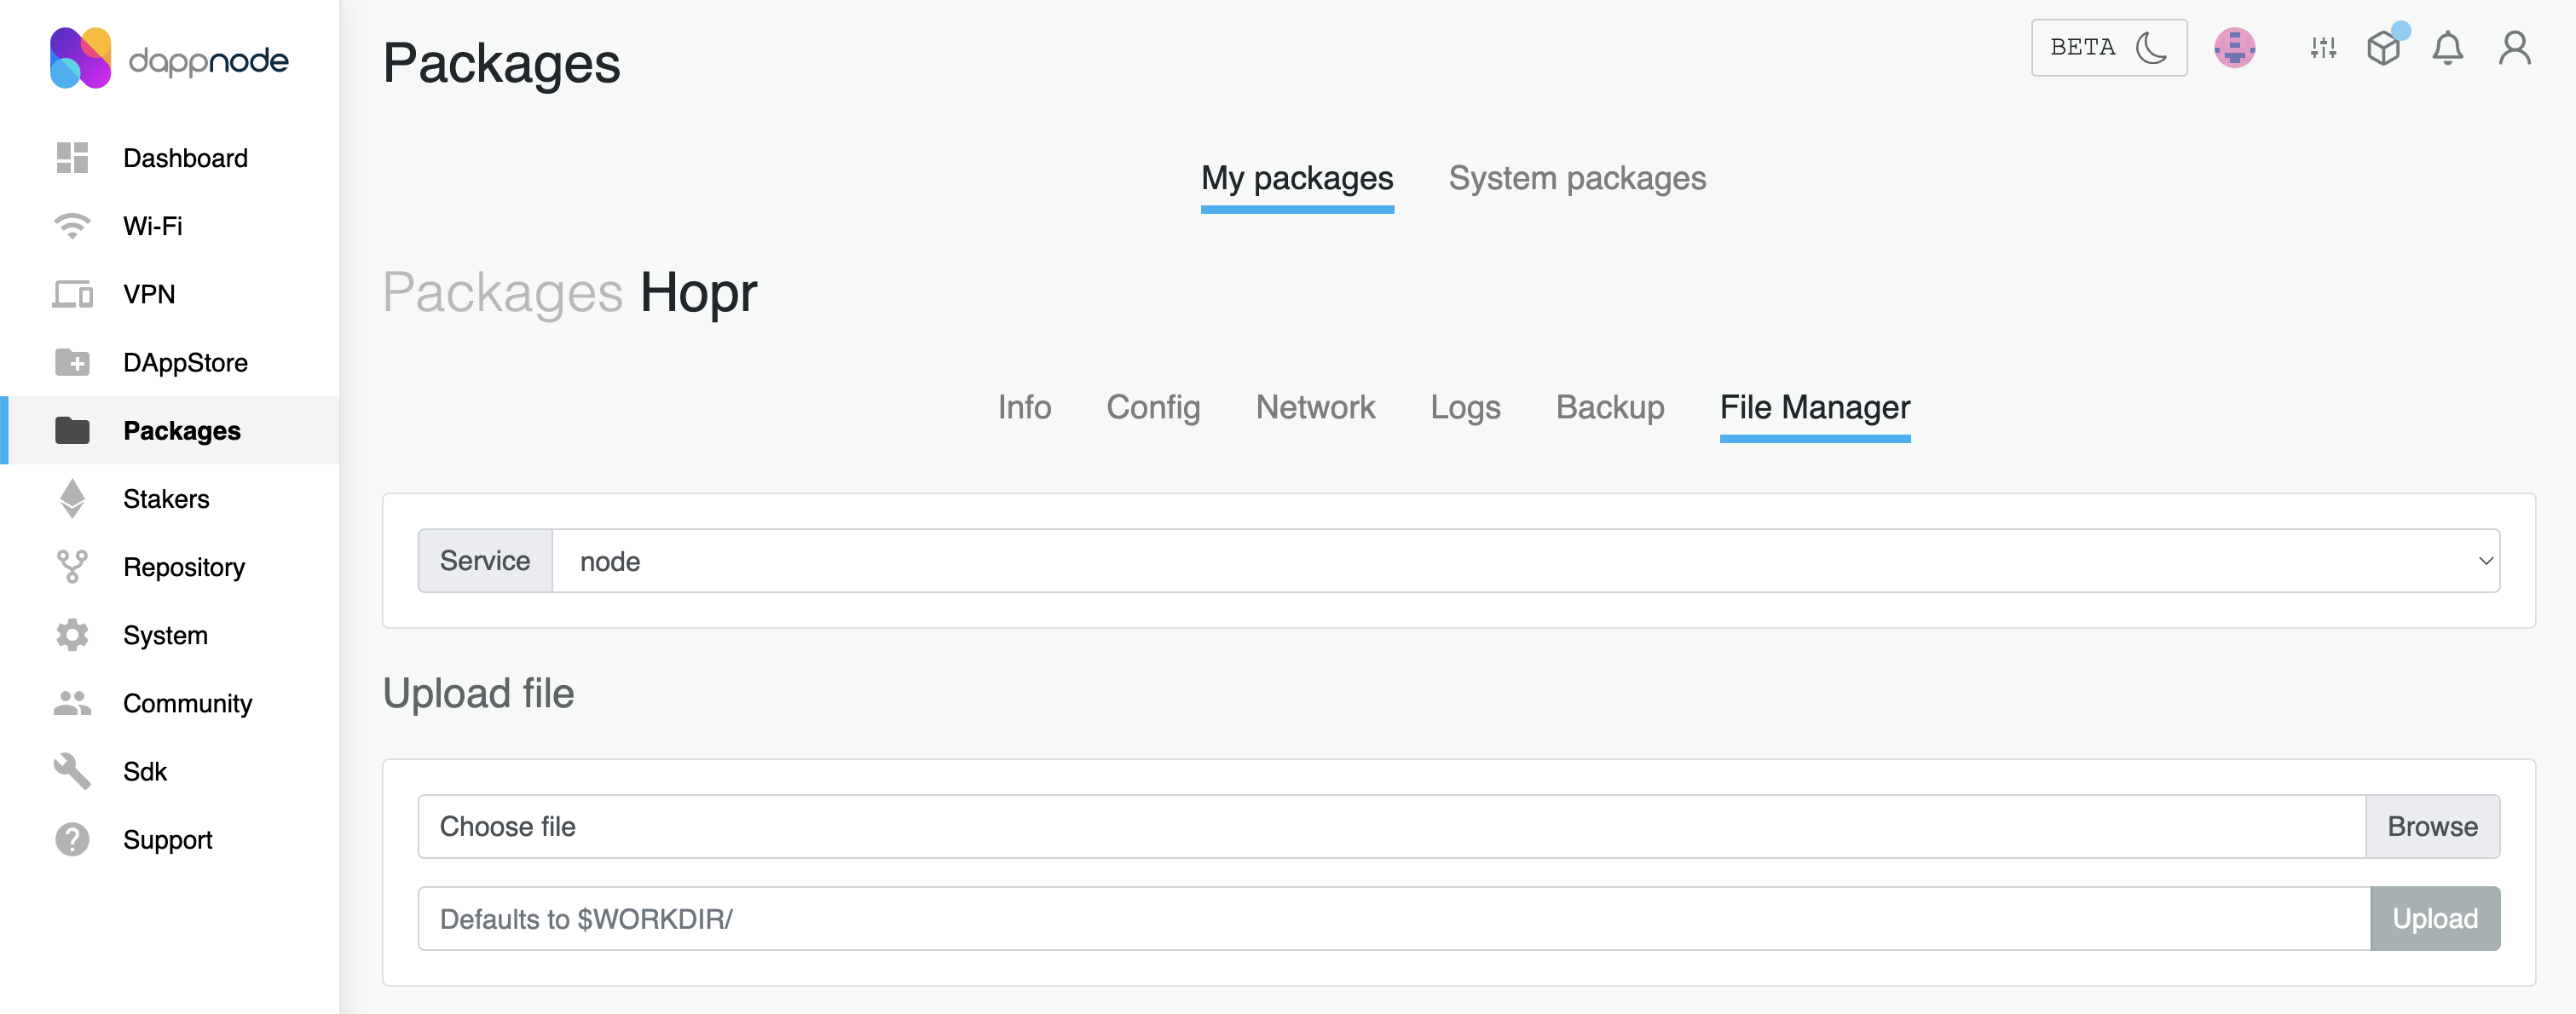 dappnode
Dashboard
Wi-Fi
VPN
DAppStore
Packages
Stakers
Repository
System
Community
Sdk
Support
Packages
BETA
My packages System packages
Packages Hopr
Info Config Network Logs Backup File Manager
Service node
Upload file
Choose file Browse
Defaults to $WORKDIR/ Upload